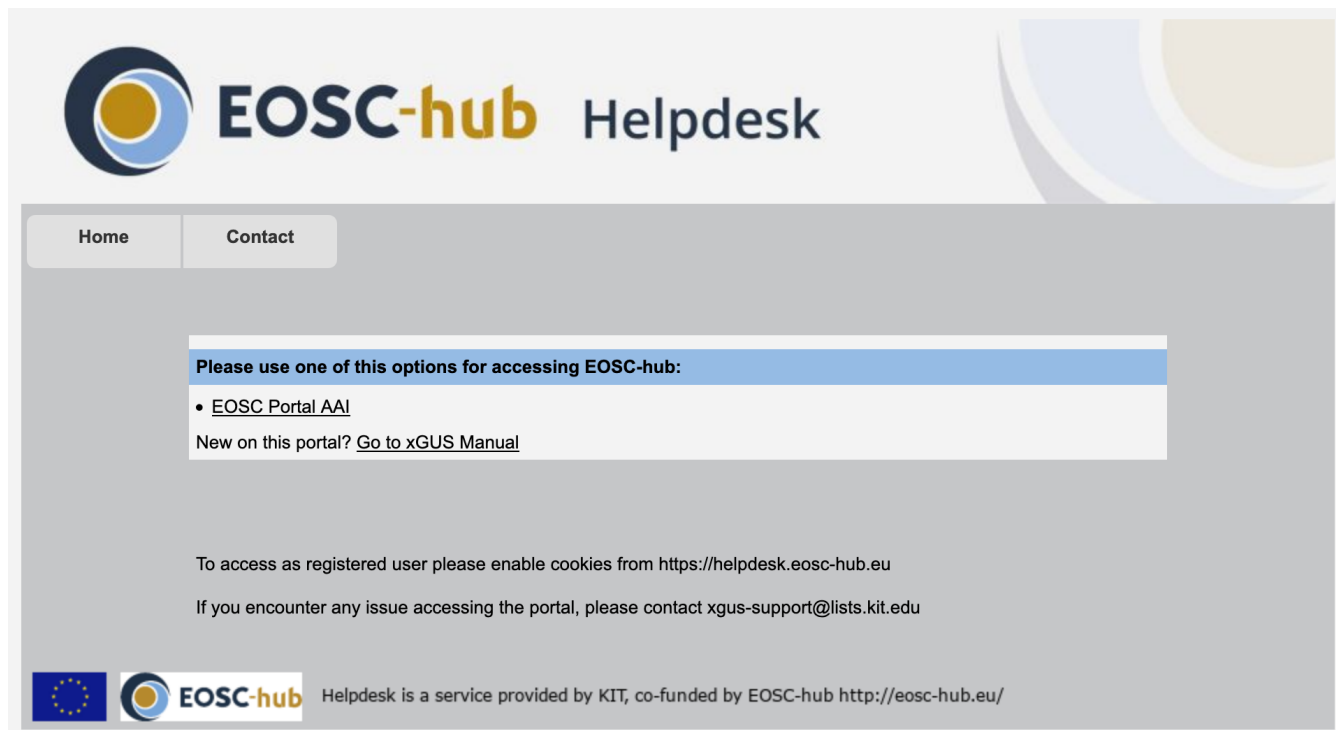 EOSC-hub Helpdesk
Home Contact
Please use one of this options for accessing EOSC-hub:
• EOSC Portal AAI
New on this portal? Go to xGUS Manual
To access as registered user please enable cookies from https://helpdesk.eosc-hub.eu
If you encounter any issue accessing the portal, please contact xgus-support@lists.kit.edu
EOSC-hub Helpdesk is a service provided by KIT, co-funded by EOSC-hub http://eosc-hub.eu/